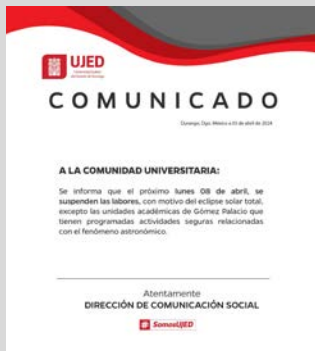 UJED
Universidad Juárez
del Estado de Durango
COMUNICADO
Durango, Dgo. México a 03 de abril de 2024
A LA COMUNIDAD UNIVERSITARIA:
Se informa que el próximo lunes 08 de abril, se
suspenden las labores, con motivo del eclipse solar total,
excepto las unidades académicas de Gómez Palacio que
tienen programadas actividades seguras relacionadas
con el fenómeno astronómico.
Atentamente
DIRECCIÓN DE COMUNICACIÓN SOCIAL
SomosUJED